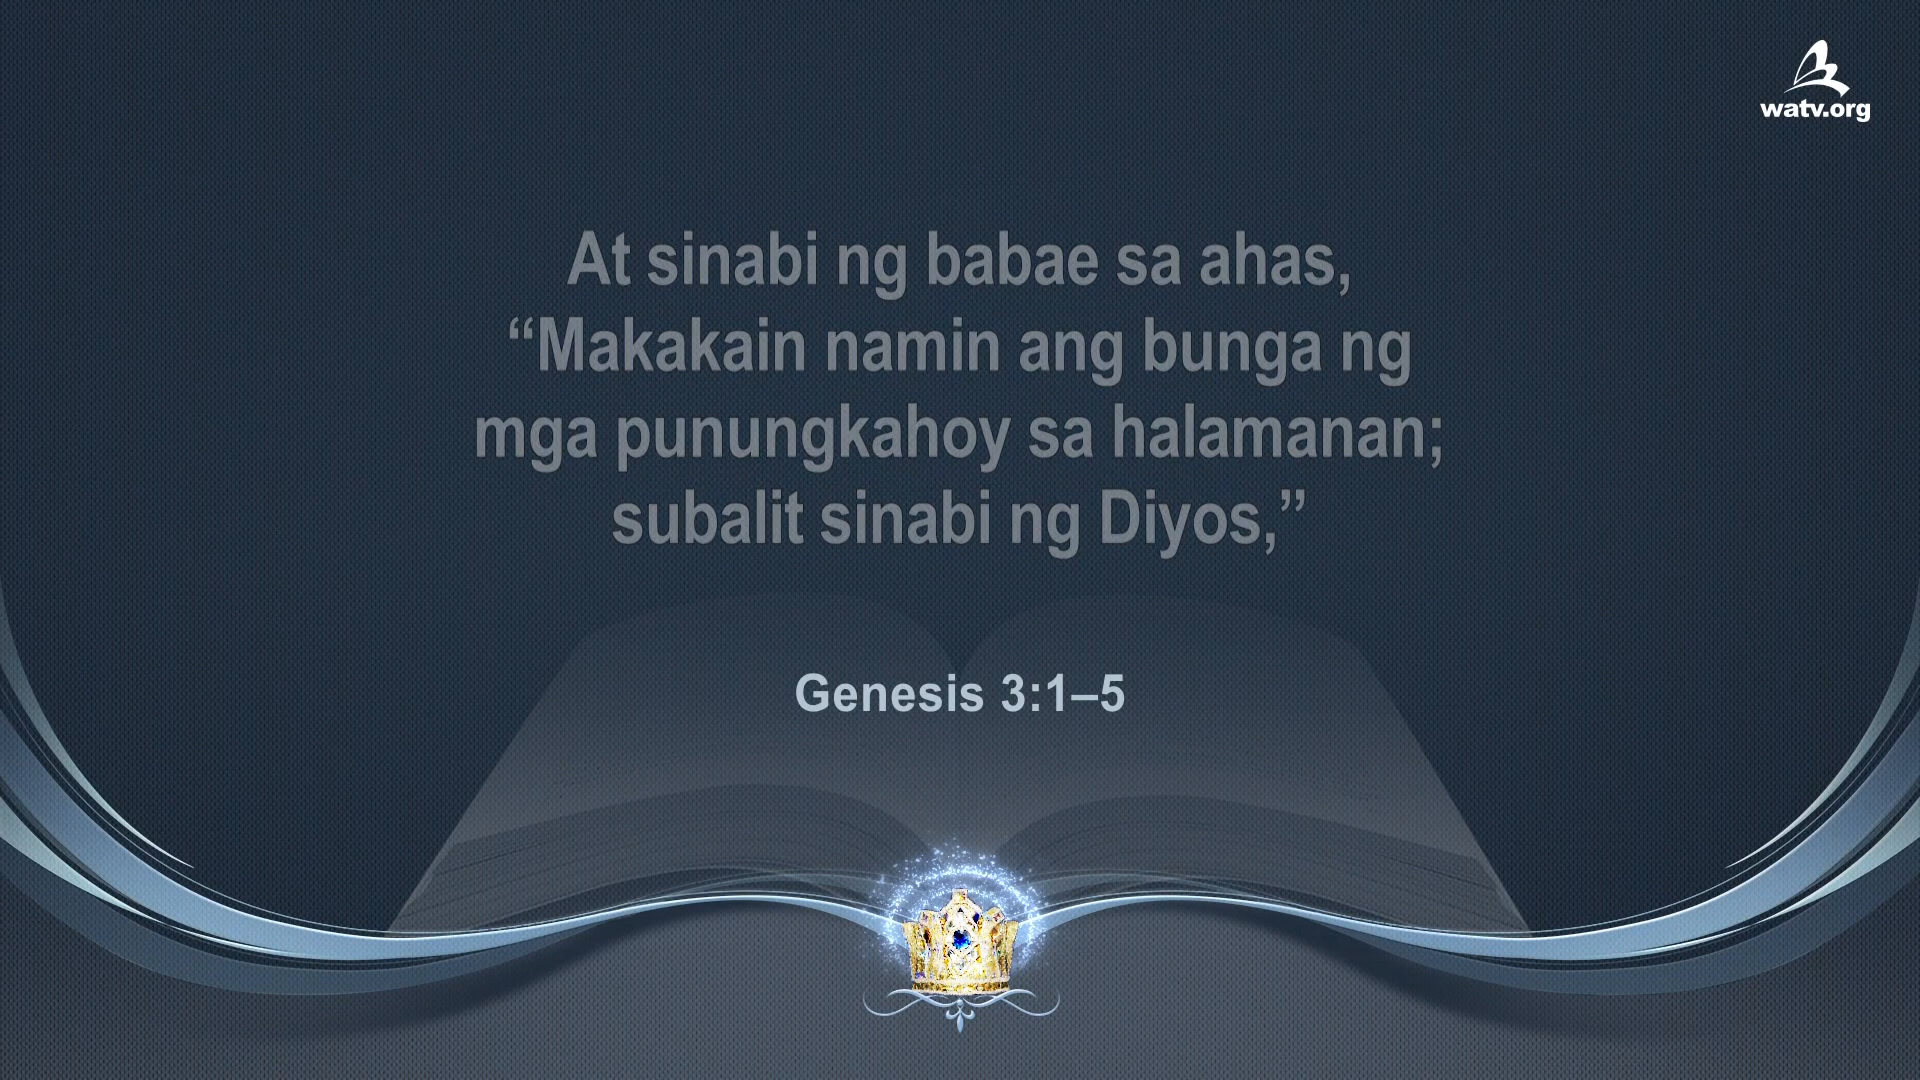 watv.org
At sinabi ng babae sa ahas,
“Makakain namin ang bunga ng
mga punungkahoy sa halamanan;
subalit sinabi ng Diyos,”
Genesis 3:1–5